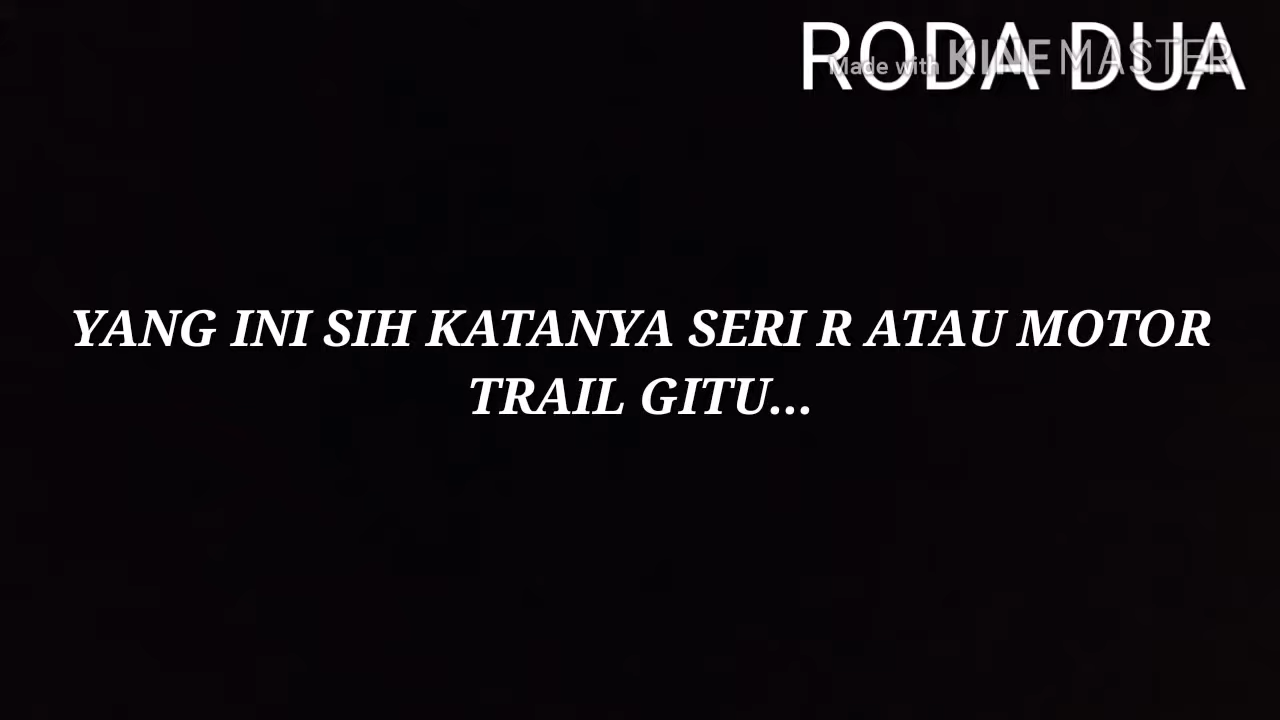 RODA DUA
Made with KINEMASTER
YANG INI SIH KATANYA SERI R ATAU MOTOR
TRAIL GITU...